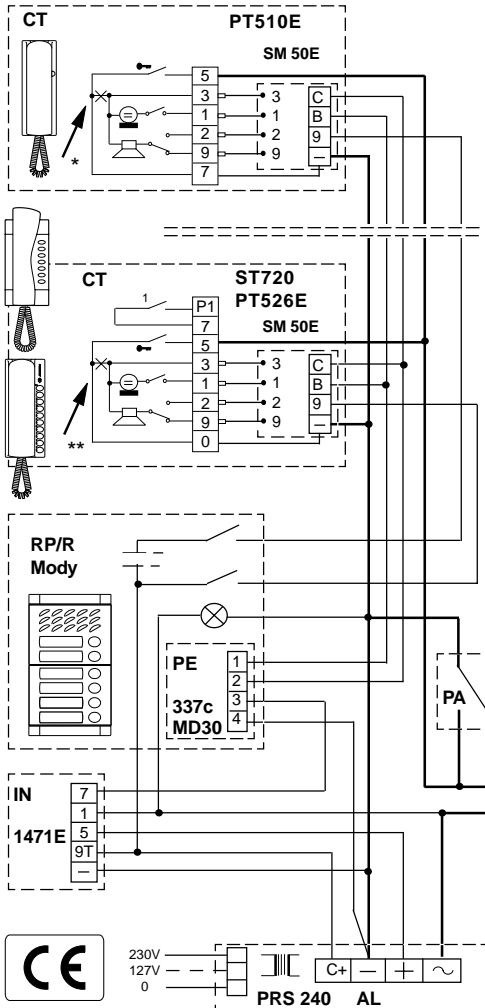 CT PT510E
SM 50E
5
3 3 C
1 1 B
2 2 9
9 9 —
7
*
CT ST720
PT526E
1 P1
7
SM 50E
5
3 3 C
1 1 B
2 2 9
9 9 —
0
**
RP/R
Mody
PE
337c
MD30
1
2
3
4
PA
IN
1471E
7
1
5
9T
—
CE
230V
127V
0
C+ — + ~
PRS 240 AL